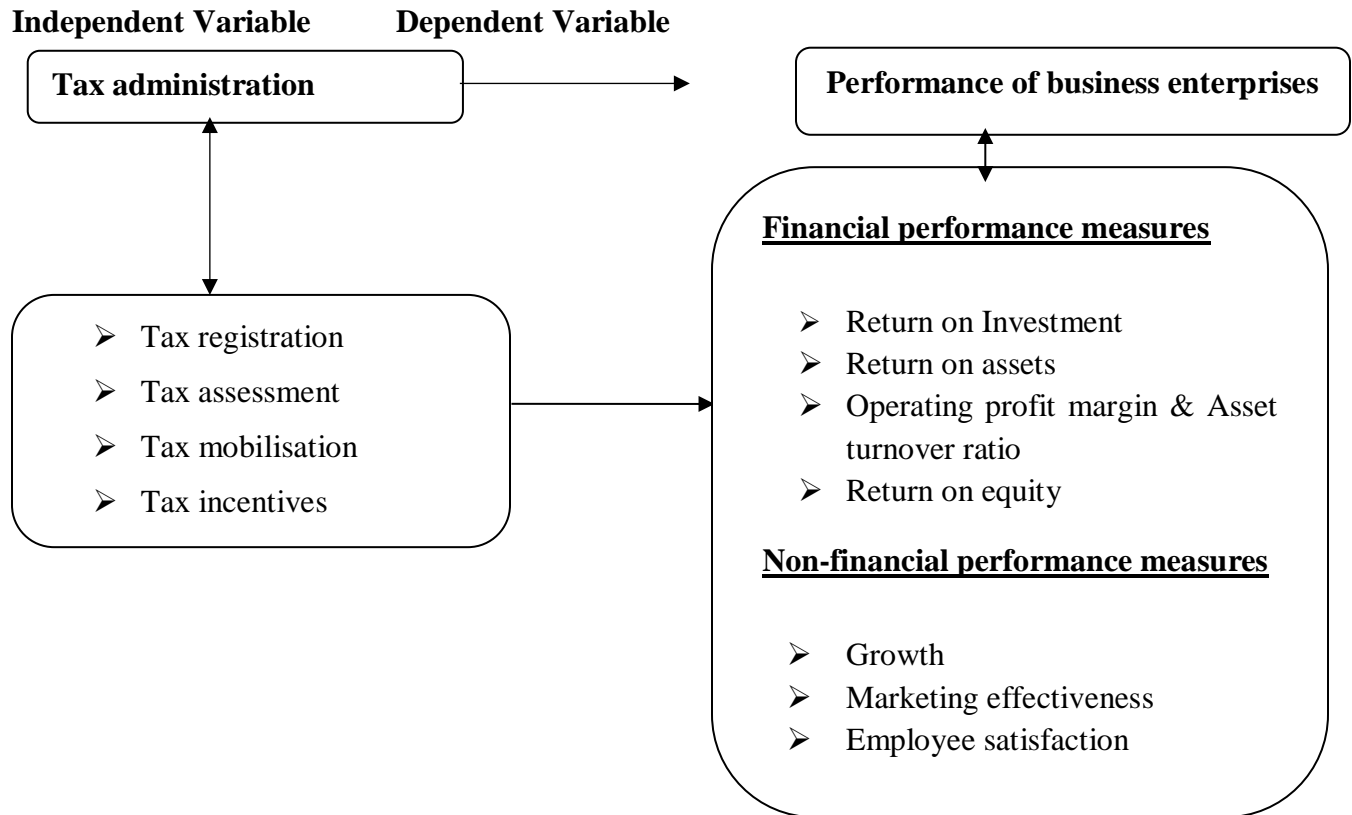 Independent Variable Dependent Variable
Tax administration
Performance of business enterprises
➢ Tax registration
➢ Tax assessment
➢ Tax mobilisation
➢ Tax incentives
Financial performance measures
➢ Return on Investment
➢ Return on assets
➢ Operating profit margin & Asset
turnover ratio
➢ Return on equity
Non-financial performance measures
➢ Growth
➢ Marketing effectiveness
➢ Employee satisfaction